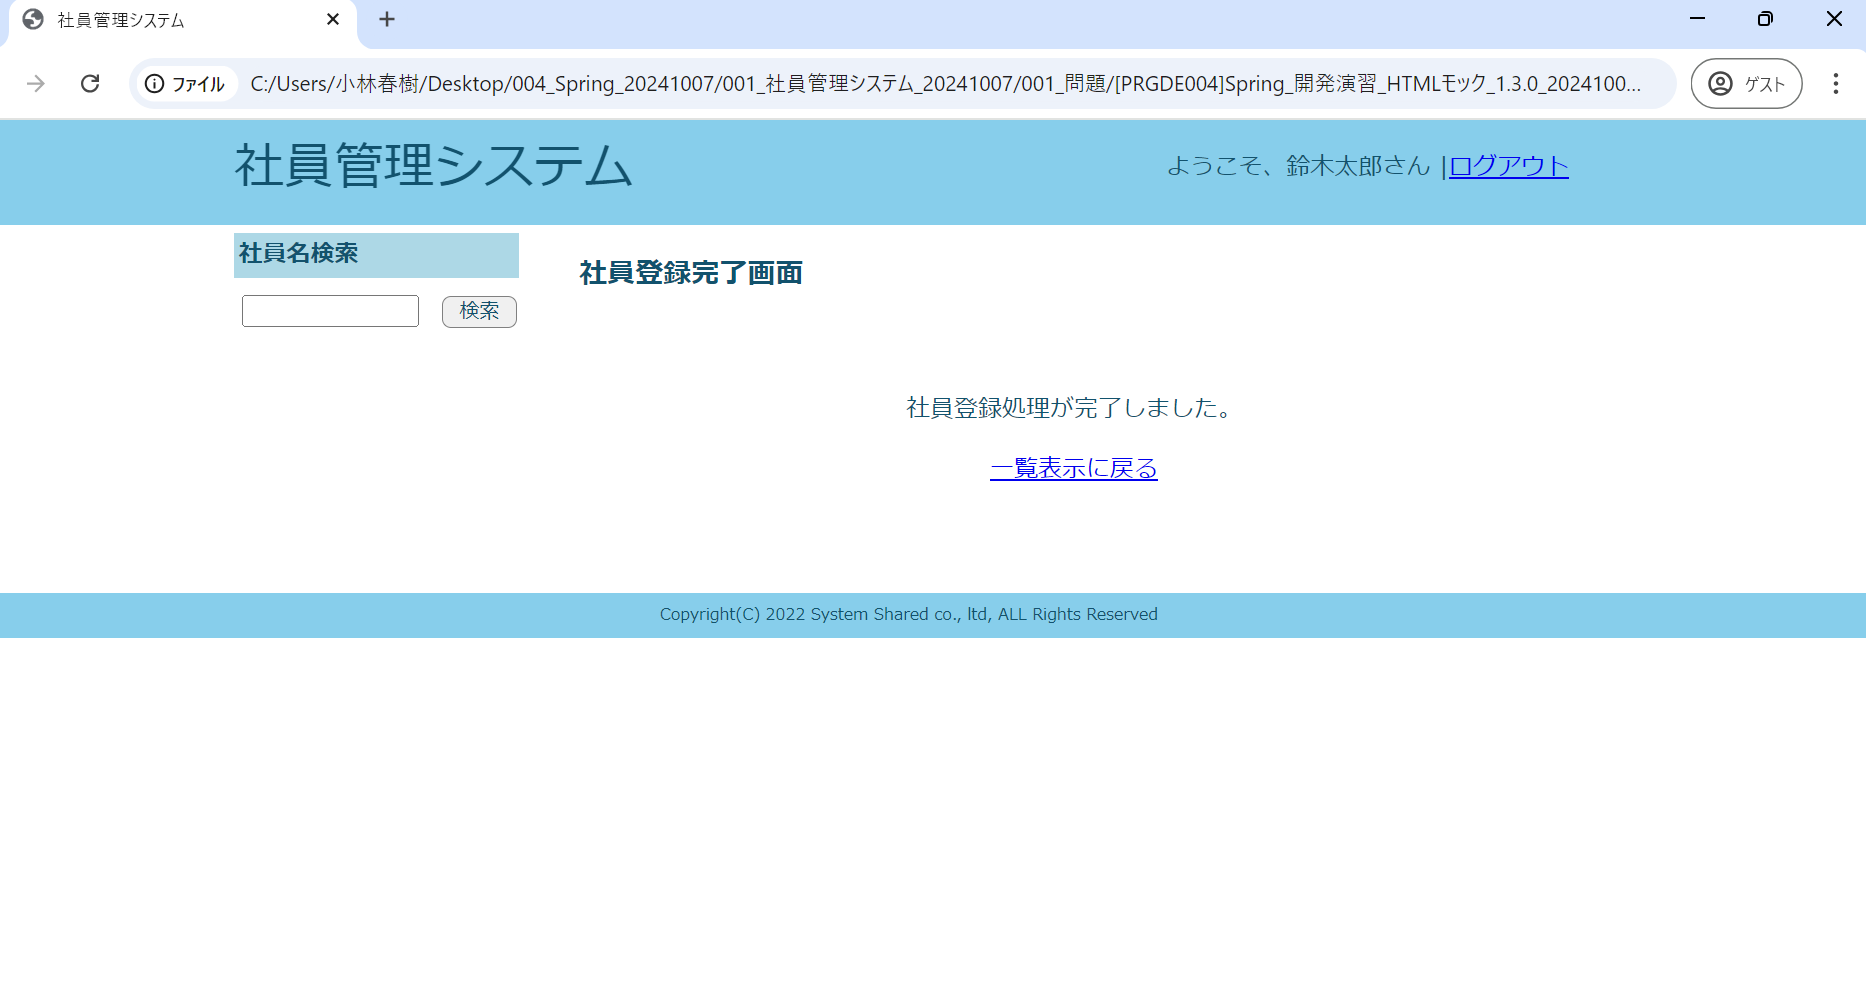 社員管理システム
ファイル C:/Users/小林春樹/Desktop/004_Spring_20241007/001_社員管理システム_20241007/001_問題/[PRGDE004]Spring_開発演習_HTMLモック_1.3.0_2024100... ゲスト
社員管理システム
ようこそ、鈴木太郎さん |ログアウト
社員名検索
検索
社員登録完了画面
社員登録処理が完了しました。
一覧表示に戻る
Copyright(C) 2022 System Shared co., ltd, ALL Rights Reserved